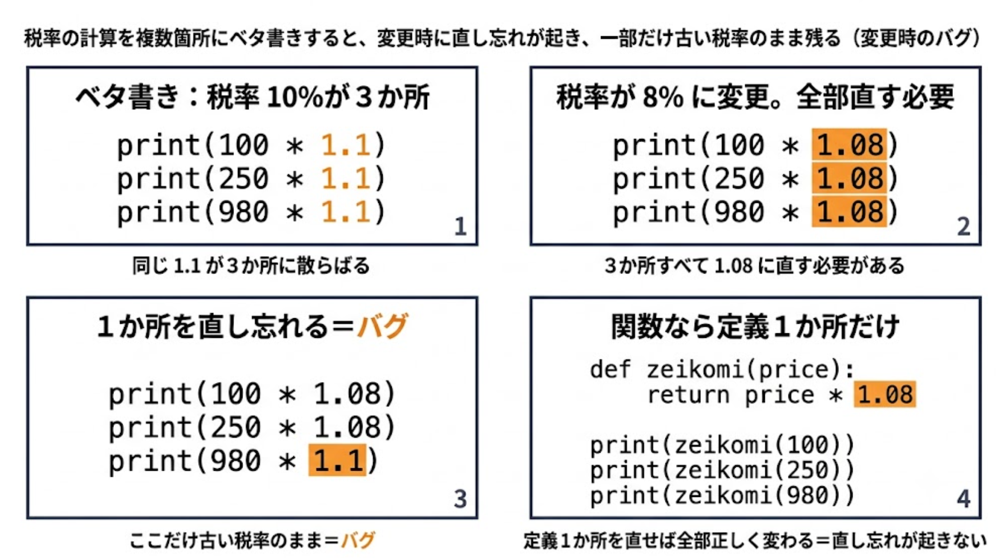 税率の計算を複数箇所にベタ書きすると、変更時に直し忘れが起き、一部だけ古い税率のまま残る（変更時のバグ）
ベタ書き：税率 10%が３か所
print(100 * 1.1)
print(250 * 1.1)
print(980 * 1.1)
1
同じ 1.1 が３か所に散らばる
税率が 8% に変更。全部直す必要
print(100 * 1.08)
print(250 * 1.08)
print(980 * 1.08)
2
３か所すべて 1.08 に直す必要がある
１か所を直し忘れる＝バグ
print(100 * 1.08)
print(250 * 1.08)
print(980 * 1.1)
3
ここだけ古い税率のまま＝バグ
関数なら定義１か所だけ
def zeikomi(price):
    return price * 1.08
print(zeikomi(100))
print(zeikomi(250))
print(zeikomi(980))
4
定義１か所を直せば全部正しく変わる＝直し忘れが起きない